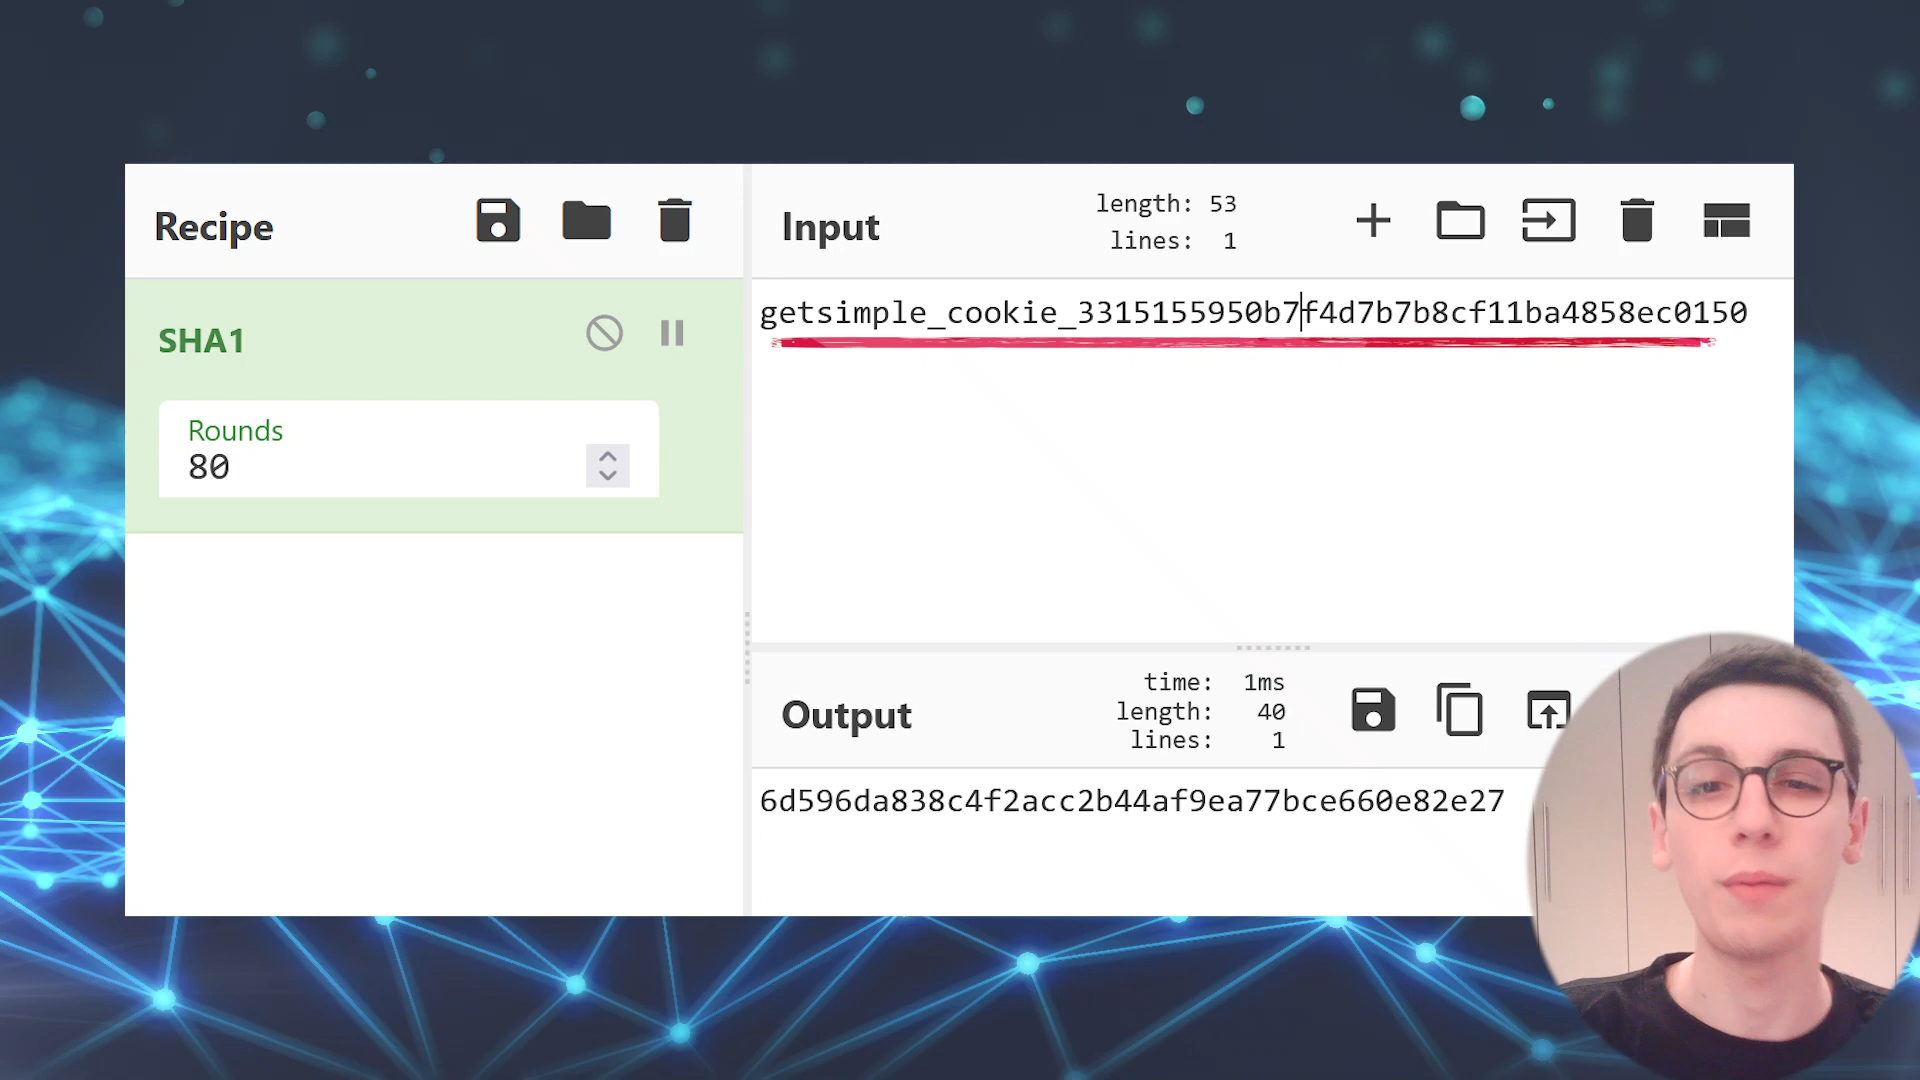 Recipe
SHA1
Rounds
80
Input
length: 53
lines: 1
getsimple_cookie_3315155950b7f4d7b7b8cf11ba4858ec0150
Output
time: 1ms
length: 40
lines: 1
6d596da838c4f2acc2b44af9ea77bce660e82e27